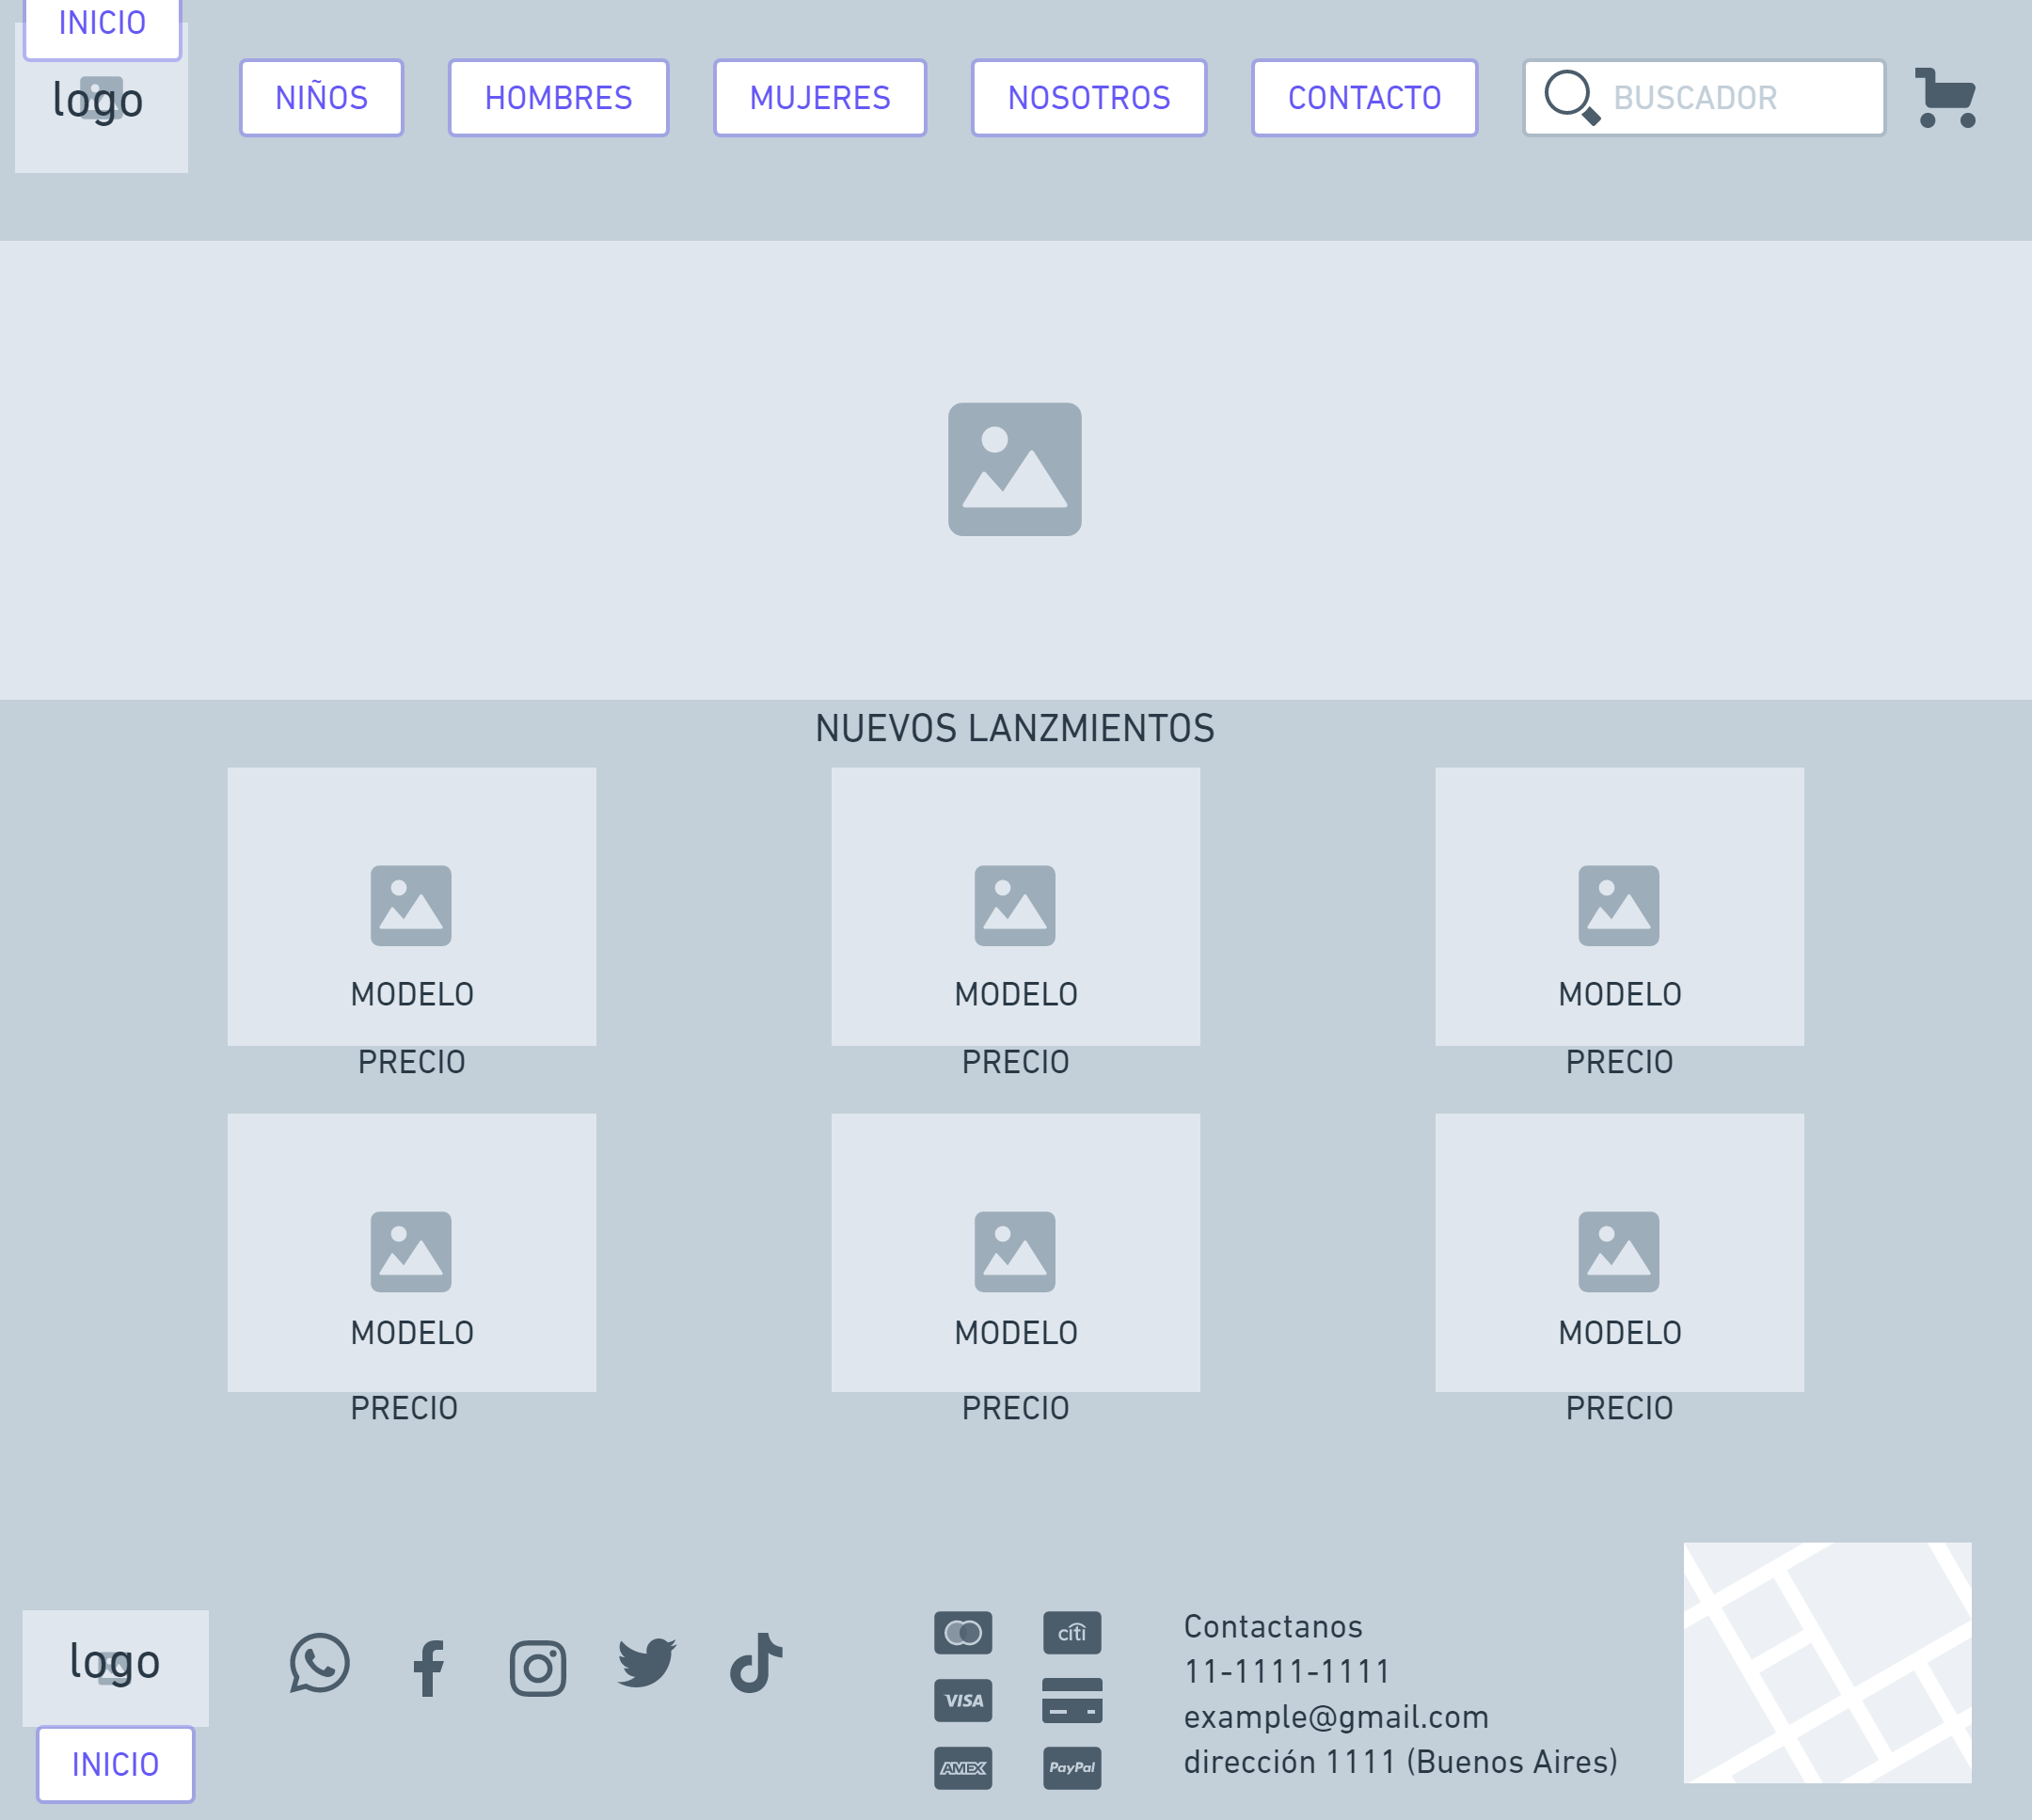 INICIO
logo
NIÑOS
HOMBRES
MUJERES
NOSOTROS
CONTACTO
BUSCADOR
NUEVOS LANZMIENTOS
MODELO
MODELO
MODELO
PRECIO
PRECIO
PRECIO
MODELO
MODELO
MODELO
PRECIO
PRECIO
PRECIO
logo
INICIO
citi
VISA
AMEX
PayPal
Contactanos
11-1111-1111
example@gmail.com
dirección 1111 (Buenos Aires)